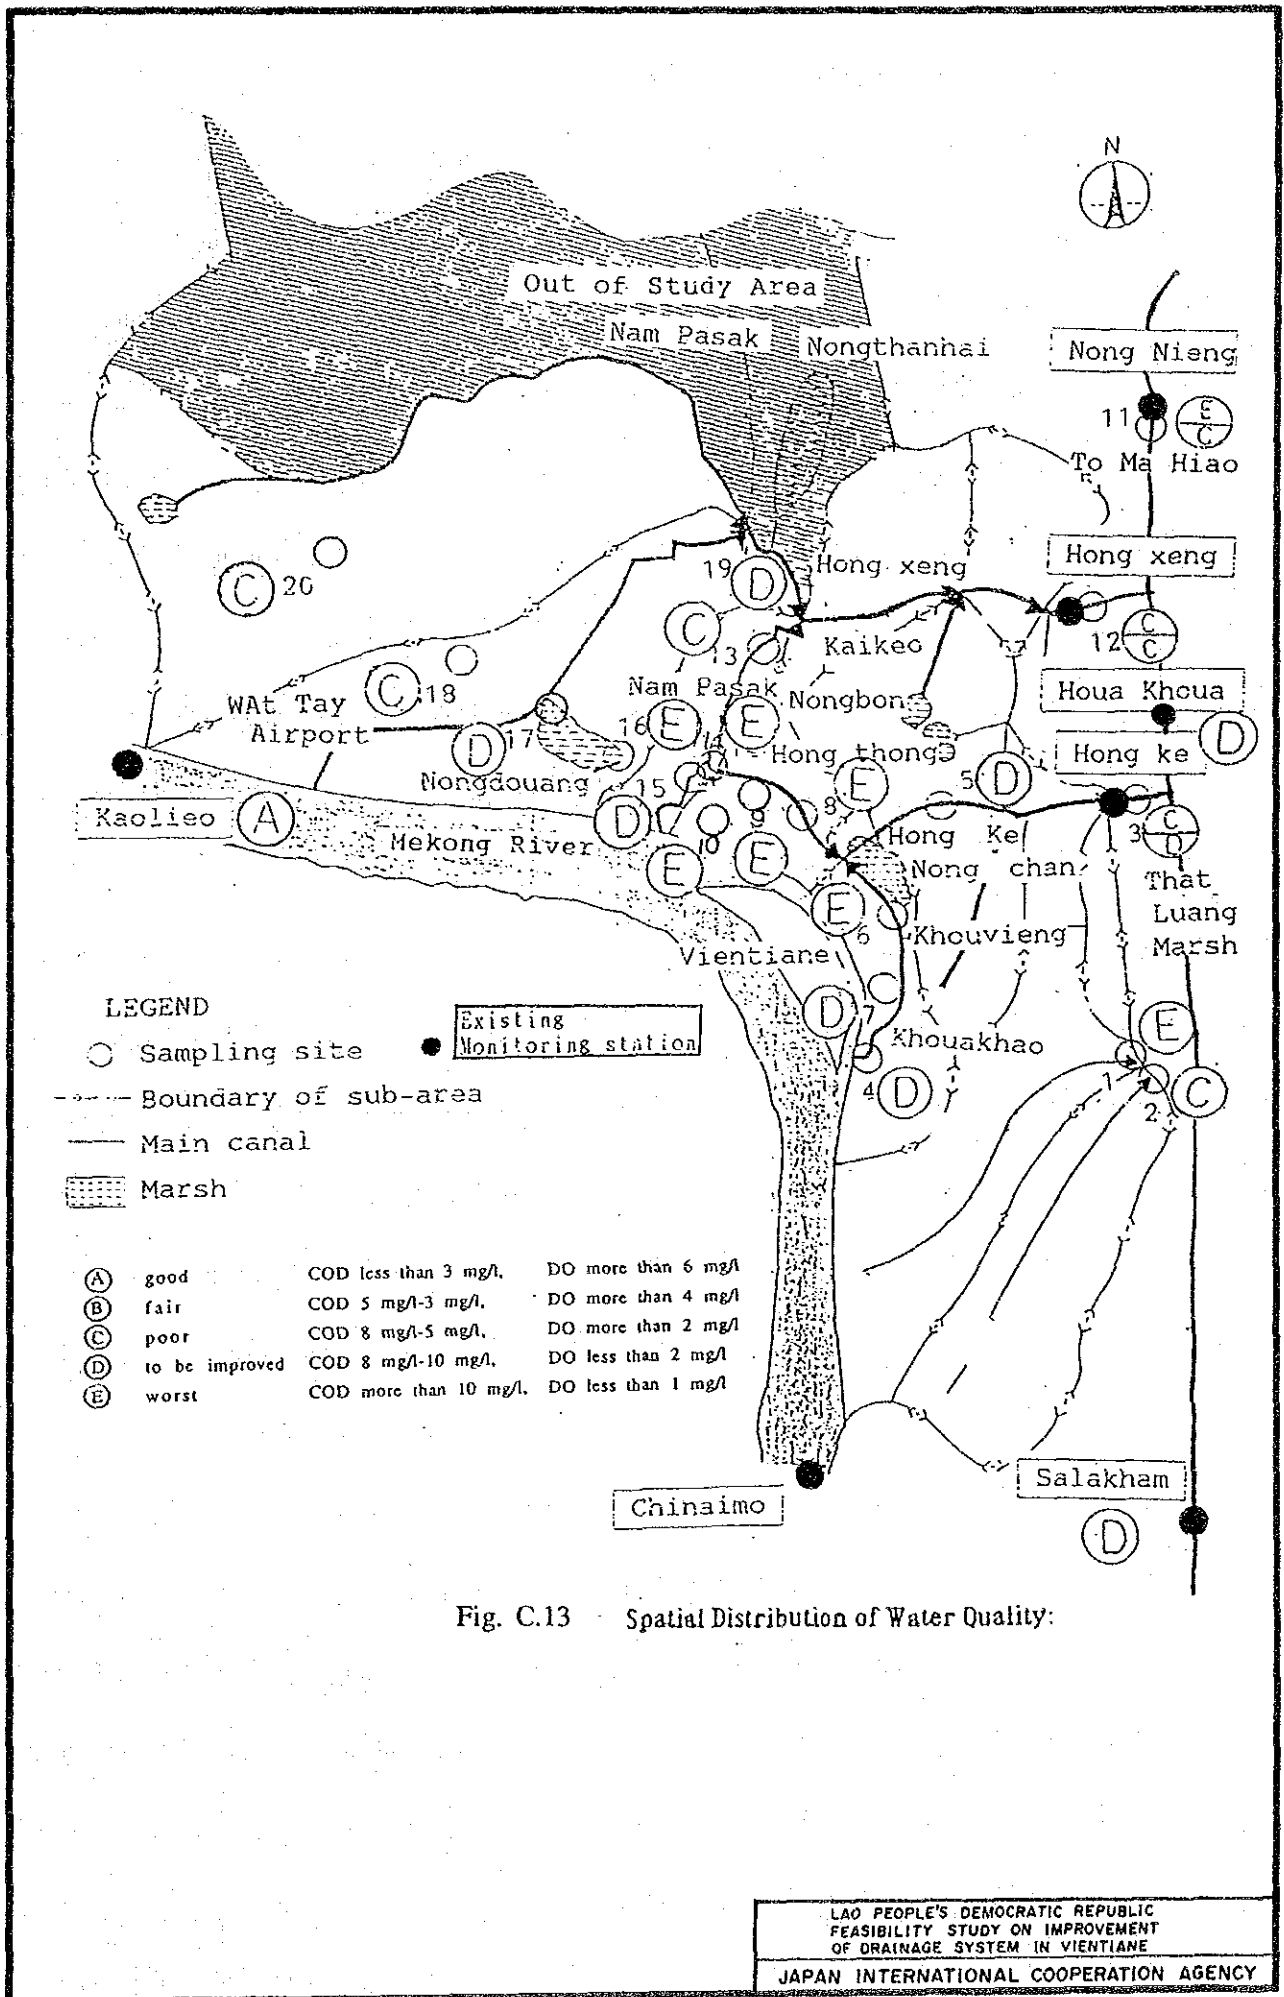 N
Out of Study Area
Nam Pasak
Nongthanhai
Nong Nieng
11
E
C
To Ma Hiao
Hong xeng
Hong xeng
19
D
C
20
C
3
Kaikeo
12
C
C
Houa Khoua
C
18
Nam Pasak
Nongbong
WAt Tay
Airport
16
E
E
D
17
Hong thong
Hong ke
D
5
D
Nongdouang
15
E
8
Kaolieo
A
D
9
3
C
D
Mekong River
10
Hong Ke
E
E
Nong chan
That
Luang
Marsh
E
6
Khouvieng
Vientiane
D
7
E
Khouakhao
4
D
1
2
C
LEGEND
Sampling site
Existing
Monitoring station
Boundary of sub-area
Main canal
Marsh
A good COD less than 3 mg/l, DO more than 6 mg/l
B fair COD 5 mg/l-3 mg/l, DO more than 4 mg/l
C poor COD 8 mg/l-5 mg/l, DO more than 2 mg/l
D to be improved COD 8 mg/l-10 mg/l, DO less than 2 mg/l
E worst COD more than 10 mg/l, DO less than 1 mg/l
Chinaimo
Salakham
D
Fig. C.13 Spatial Distribution of Water Quality:
LAO PEOPLE'S DEMOCRATIC REPUBLIC
FEASIBILITY STUDY ON IMPROVEMENT
OF DRAINAGE SYSTEM IN VIENTIANE
JAPAN INTERNATIONAL COOPERATION AGENCY